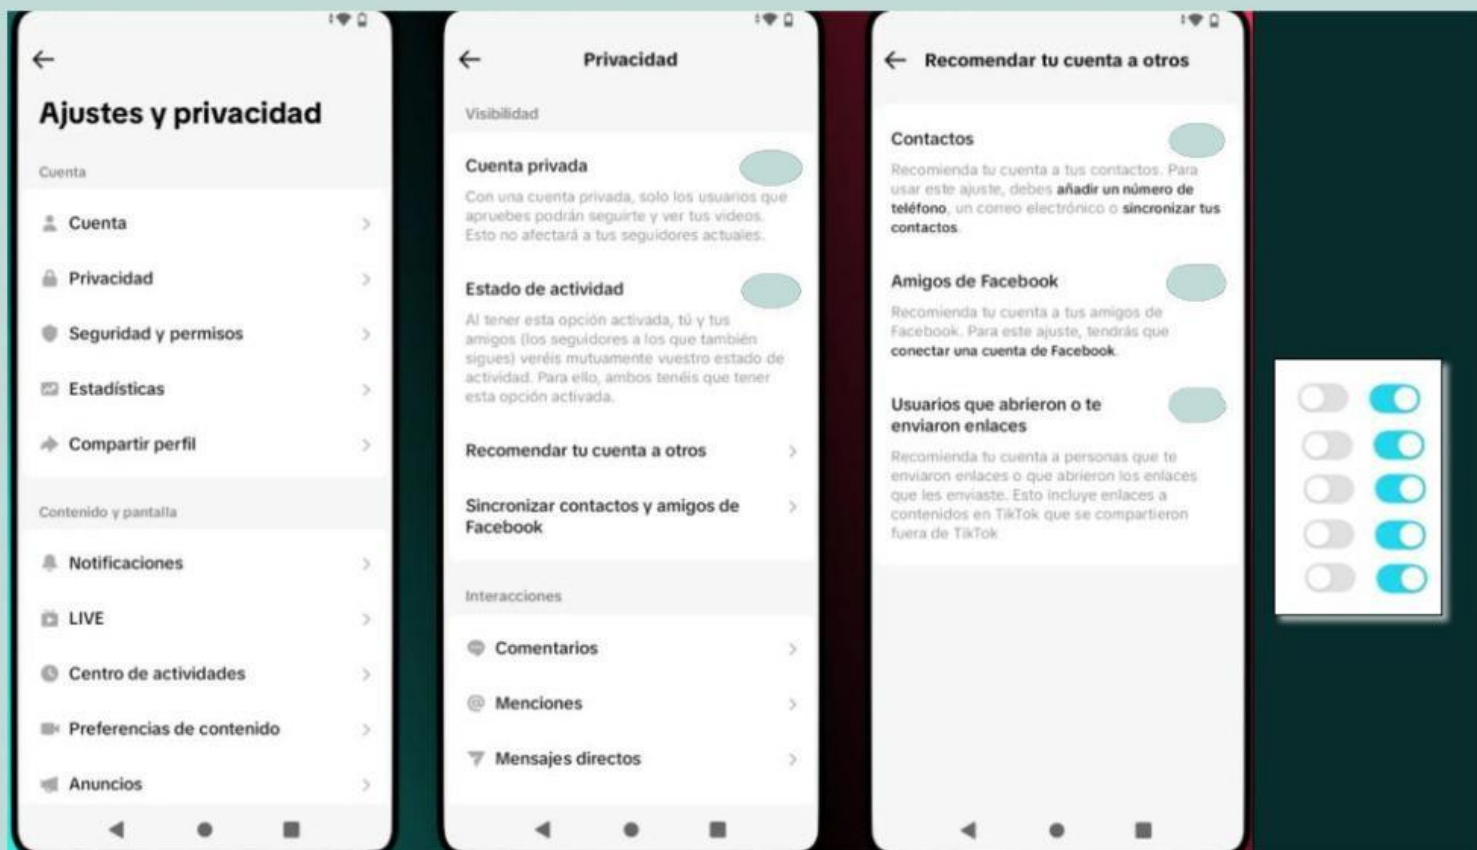 Ajustes y privacidad
Cuenta
Cuenta
Privacidad
Seguridad y permisos
Estadísticas
Compartir perfil
Contenido y pantalla
Notificaciones
LIVE
Centro de actividades
Preferencias de contenido
Anuncios
Privacidad
Visibilidad
Cuenta privada
Con una cuenta privada, solo los usuarios que
apruebes podrán seguirte y ver tus videos.
Esto no afectará a tus seguidores actuales.
Estado de actividad
Al tener esta opción activada, tú y tus
amigos (los seguidores a los que también
sigues) veréis mutuamente vuestro estado de
actividad. Para ello, ambos tenéis que tener
esta opción activada.
Recomendar tu cuenta a otros
Sincronizar contactos y amigos de
Facebook
Interacciones
Comentarios
Menciones
Mensajes directos
Recomendar tu cuenta a otros
Contactos
Recomienda tu cuenta a tus contactos. Para
usar este ajuste, debes añadir un número de
teléfono, un correo electrónico o sincronizar tus
contactos.
Amigos de Facebook
Recomienda tu cuenta a tus amigos de
Facebook. Para este ajuste, tendrás que
conectar una cuenta de Facebook.
Usuarios que abrieron o te
enviaron enlaces
Recomienda tu cuenta a personas que te
enviaron enlaces o que abrieron los enlaces
que les enviaste. Esto incluye enlaces a
contenidos en TikTok que se compartieron
fuera de TikTok